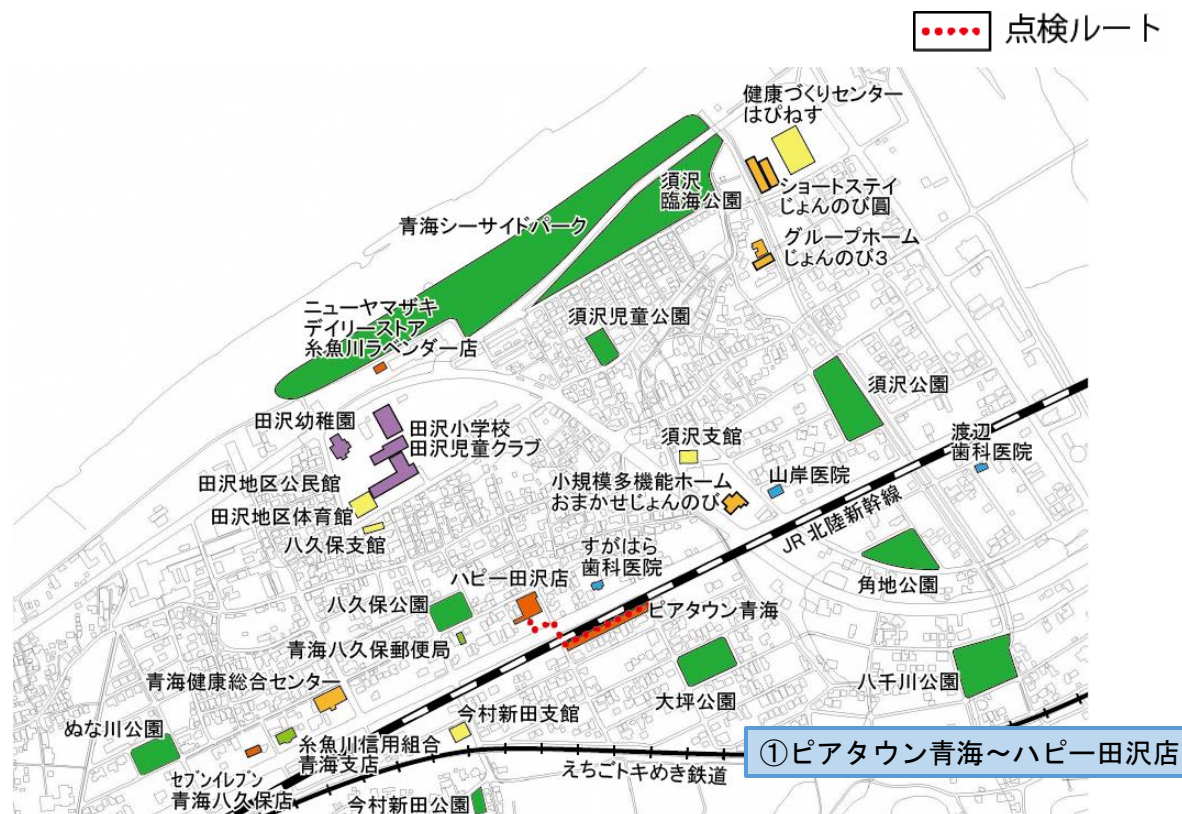 点検ルート
健康づくりセンター
はぴねす
須沢
臨海公園
ショートステイ
じょんのび圓
青海シーサイドパーク
グループホーム
じょんのび3
ニューヤマザキ
デイリーストア
糸魚川ラベンダー店
須沢児童公園
須沢公園
田沢幼稚園
田沢小学校
田沢児童クラブ
須沢支館
渡辺
歯科医院
田沢地区公民館
小規模多機能ホーム
おまかせじょんのび
山岸医院
田沢地区体育館
八久保支館
JR 北陸新幹線
すがはら
歯科医院
ハピー田沢店
角地公園
八久保公園
ピアタウン青海
青海八久保郵便局
青海健康総合センター
大坪公園
八千川公園
ぬな川公園
今村新田支館
糸魚川信用組合
青海支店
①ピアタウン青海～ハピー田沢店
えちごトキめき鉄道
セブンイレブン
青海八久保店
今村新田公園